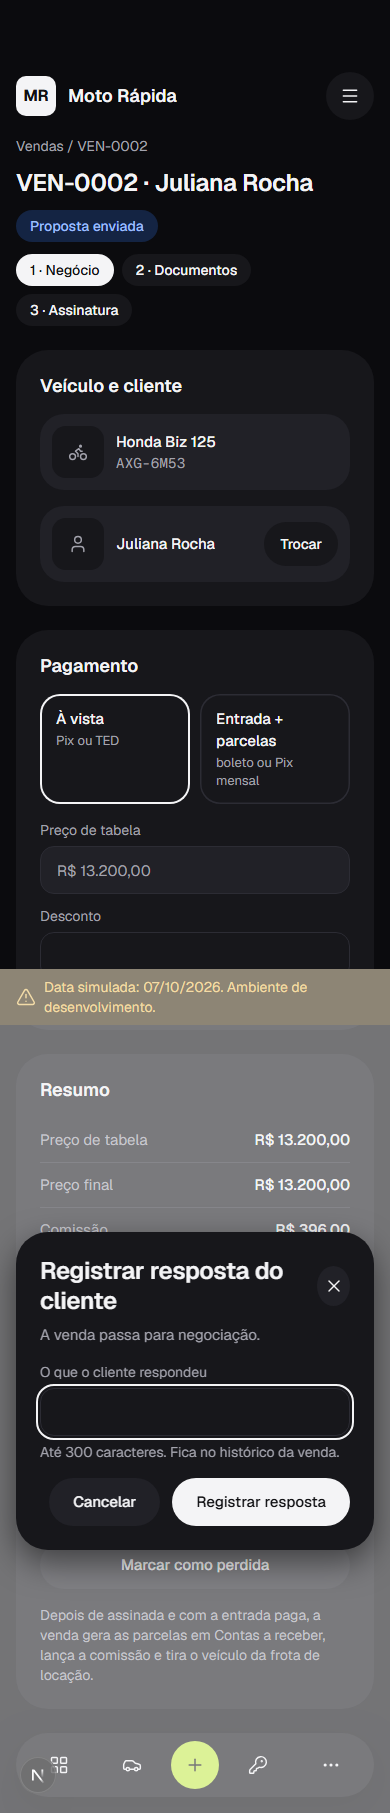 MR Moto Rápida
Vendas / VEN-0002
VEN-0002 · Juliana Rocha
Proposta enviada
1 · Negócio 2 · Documentos
3 · Assinatura
Veículo e cliente
Honda Biz 125
AXG-6M53
Juliana Rocha Trocar
Pagamento
À vista
Pix ou TED
Entrada +
parcelas
boleto ou Pix
mensal
Preço de tabela
R$ 13.200,00
Desconto
Data simulada: 07/10/2026. Ambiente de
desenvolvimento.
Resumo
Preço de tabela R$ 13.200,00
Preço final R$ 13.200,00
Comissão R$ 396,00
Registrar resposta do
cliente
A venda passa para negociação.
O que o cliente respondeu
Até 300 caracteres. Fica no histórico da venda.
Cancelar Registrar resposta
Marcar como perdida
Depois de assinada e com a entrada paga, a
venda gera as parcelas em Contas a receber,
lança a comissão e tira o veículo da frota de
locação.
N